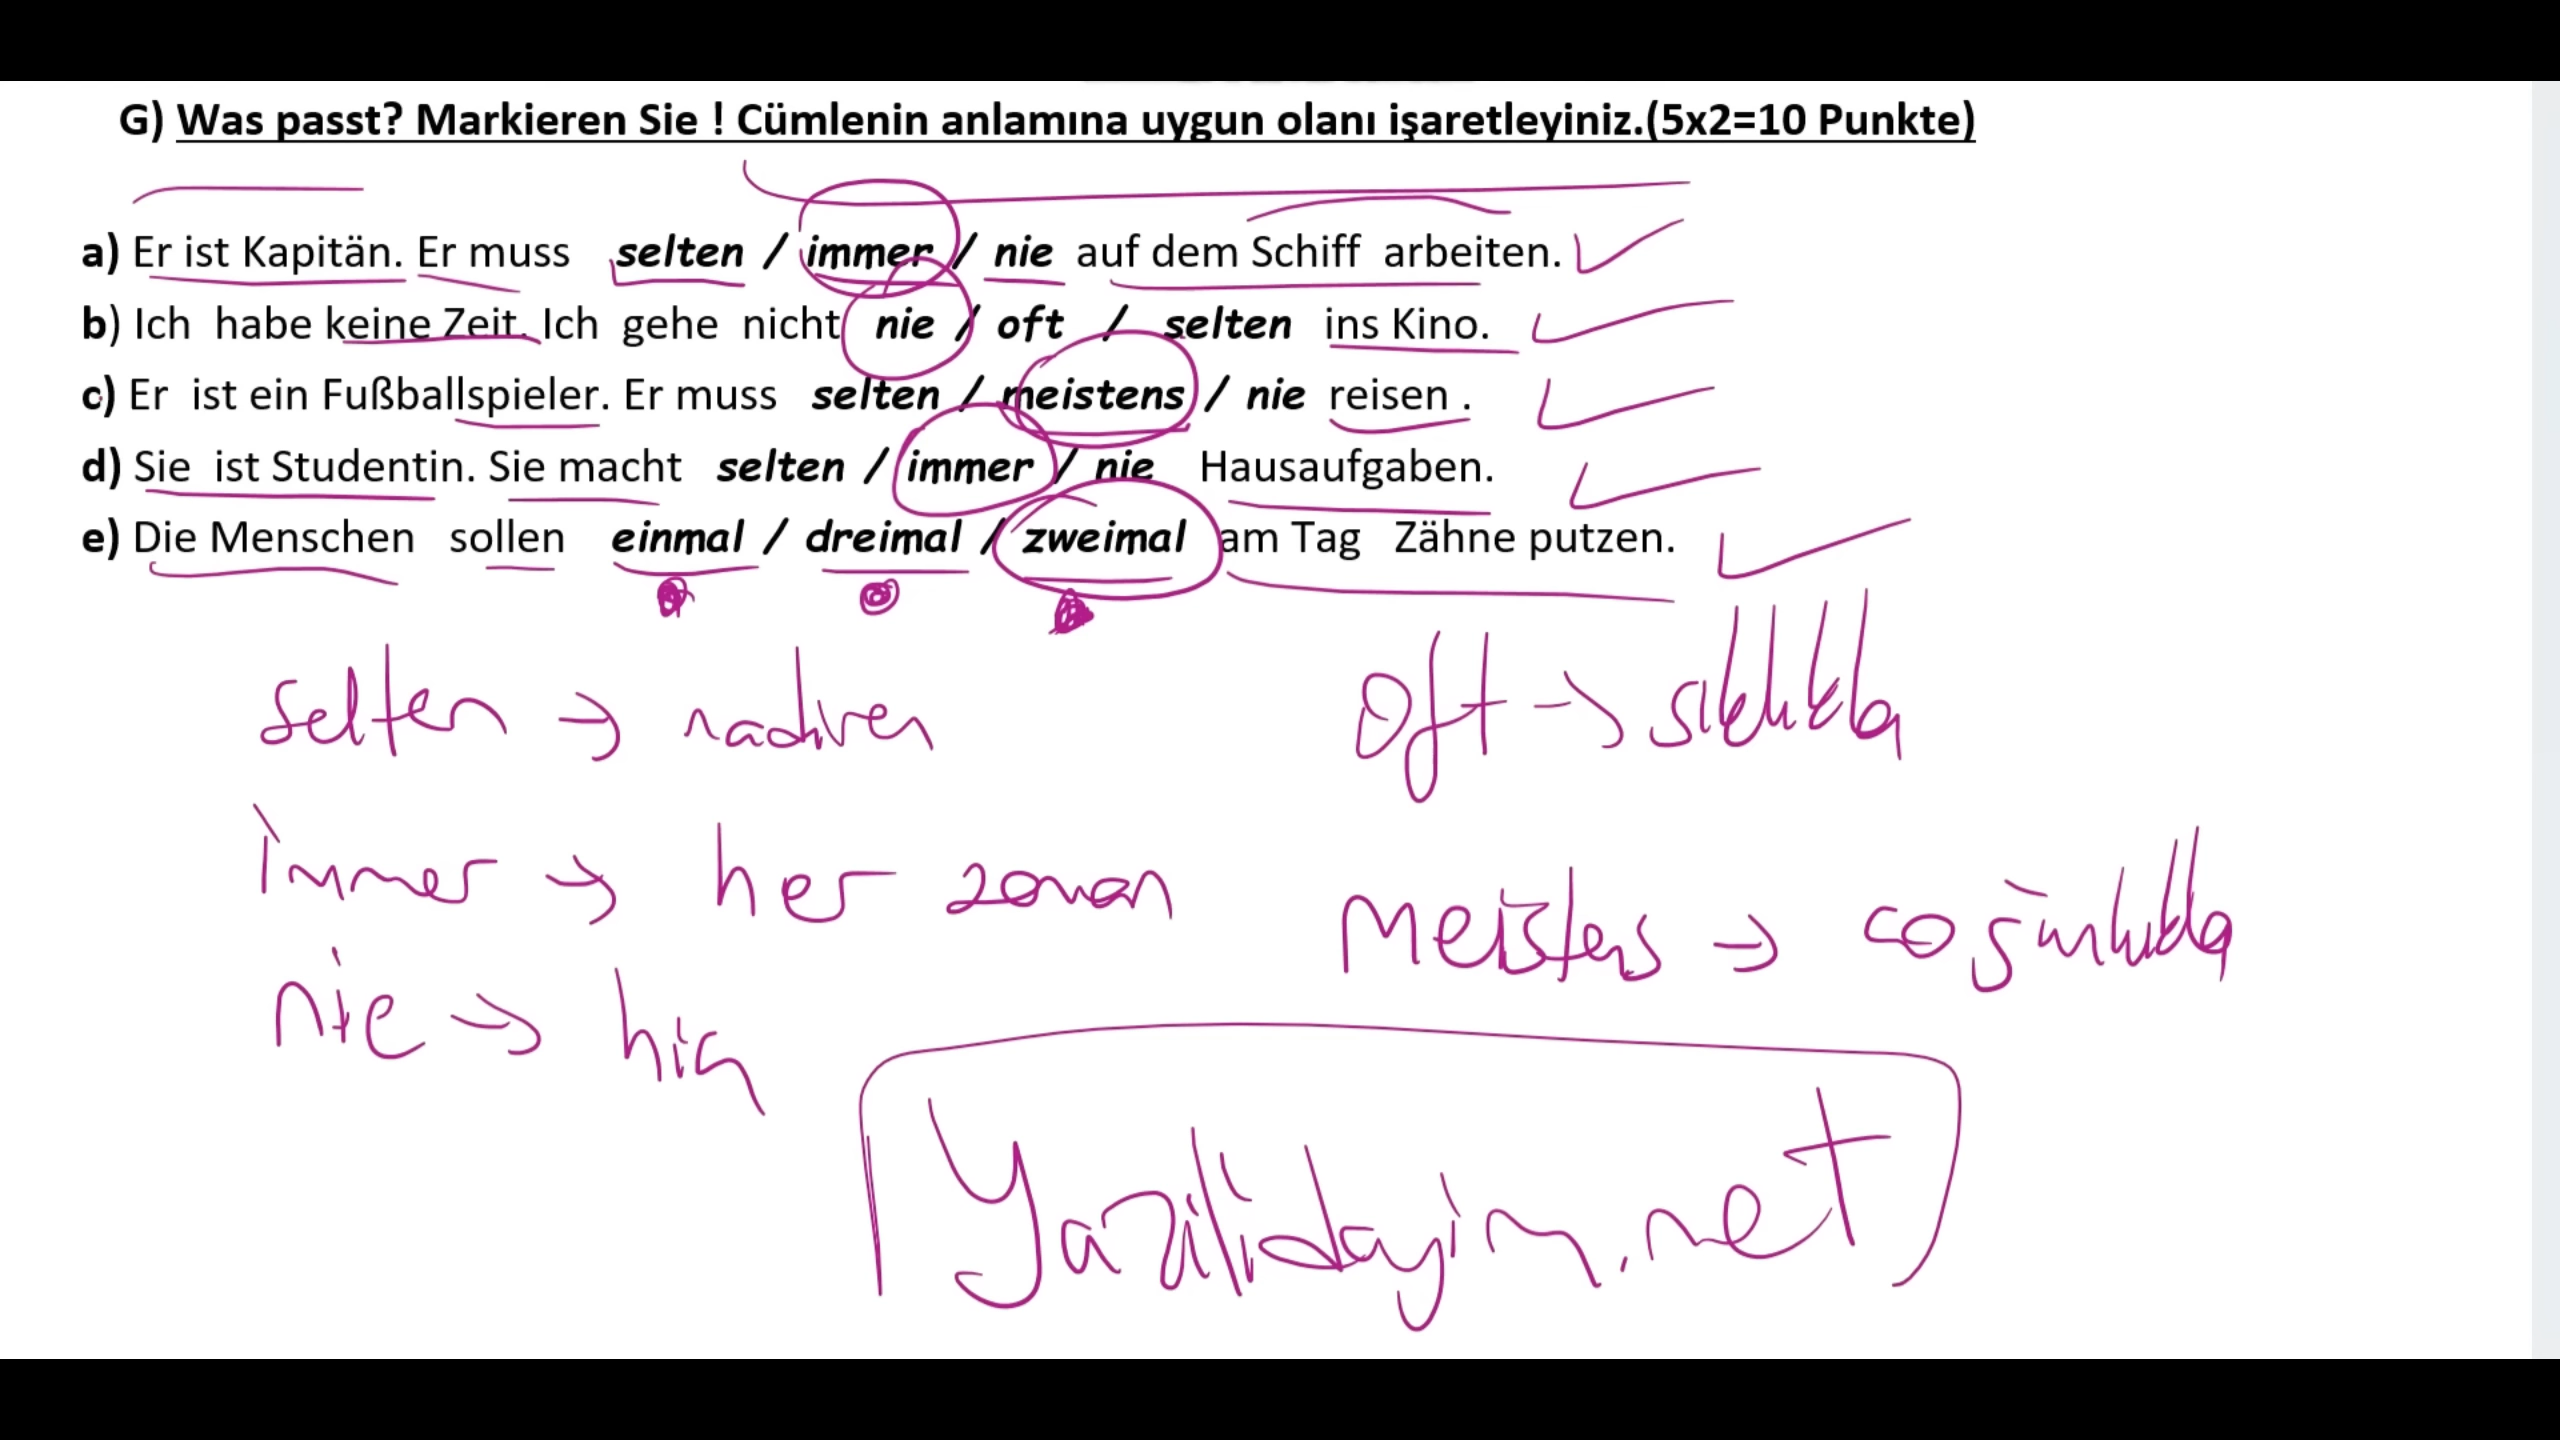 G) Was passt? Markieren Sie ! Cümlenin anlamına uygun olanı işaretleyiniz.(5x2=10 Punkte)
a) Er ist Kapitän. Er muss selten / immer / nie auf dem Schiff arbeiten.
b) Ich habe keine Zeit. Ich gehe nicht nie / oft / selten ins Kino.
c) Er ist ein Fußballspieler. Er muss selten / meistens / nie reisen .
d) Sie ist Studentin. Sie macht selten / immer / nie Hausaufgaben.
e) Die Menschen sollen einmal / dreimal / zweimal am Tag Zähne putzen.
selten → nadiren
oft → sıklıkla
immer → her zaman
meistens → çoğunlukla
nie → hiç
Yazilidayim.net